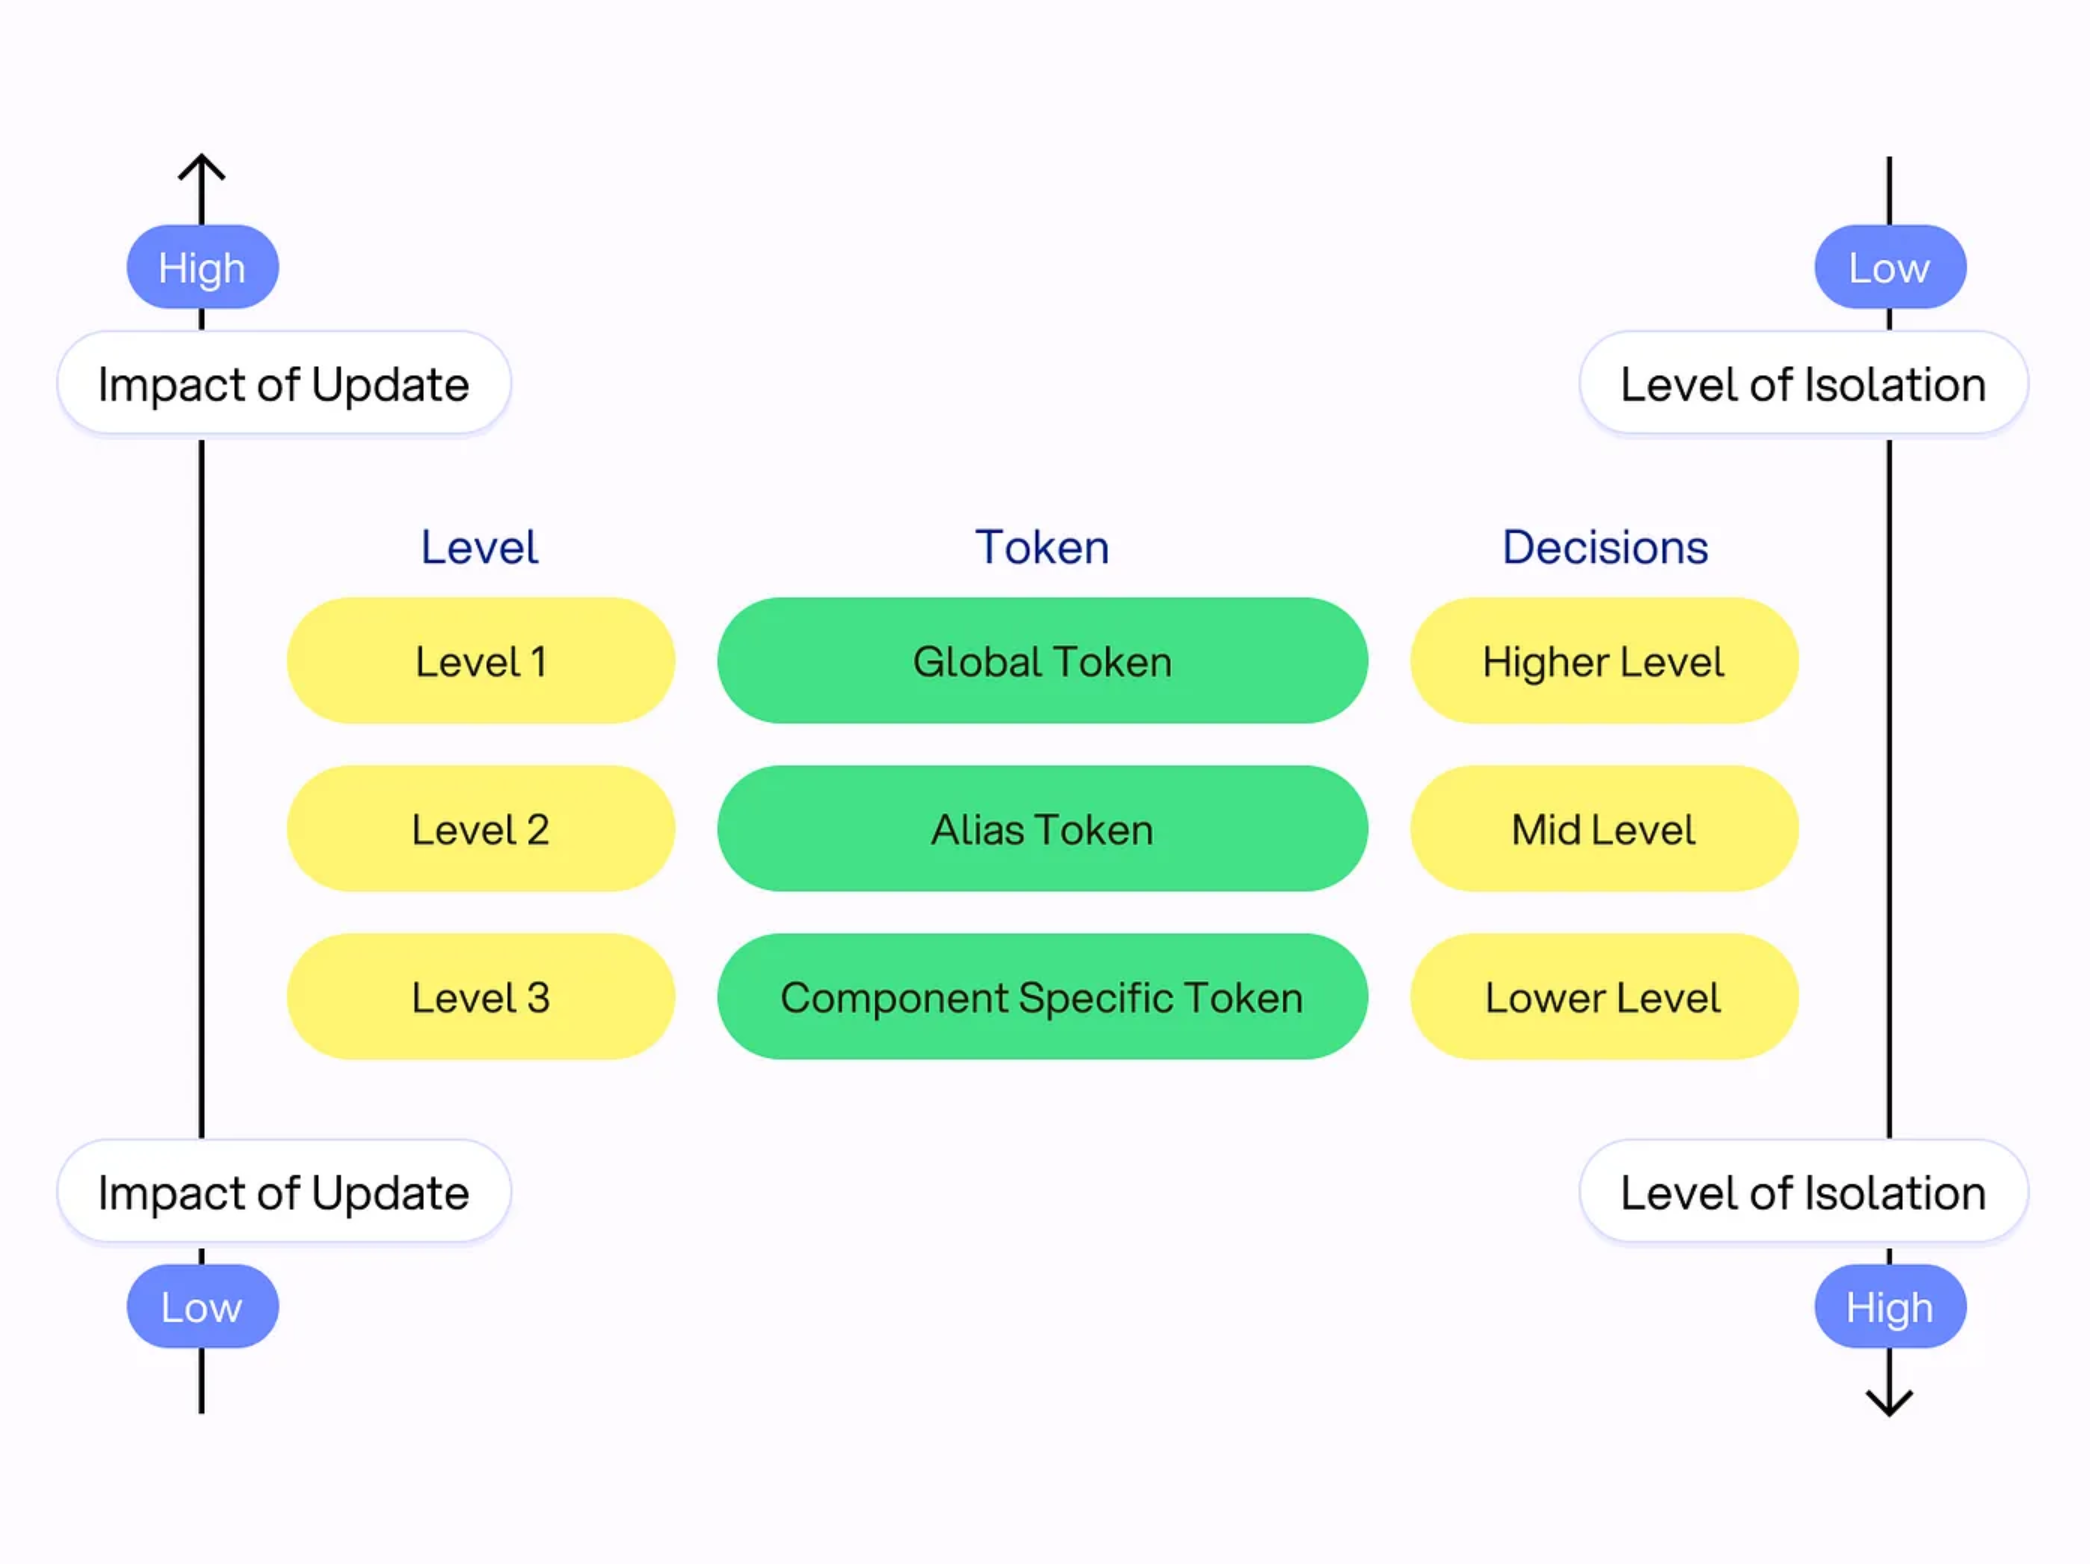 High
Low
Impact of Update
Level of Isolation
Level
Token
Decisions
Level 1
Global Token
Higher Level
Level 2
Alias Token
Mid Level
Level 3
Component Specific Token
Lower Level
Impact of Update
Level of Isolation
Low
High